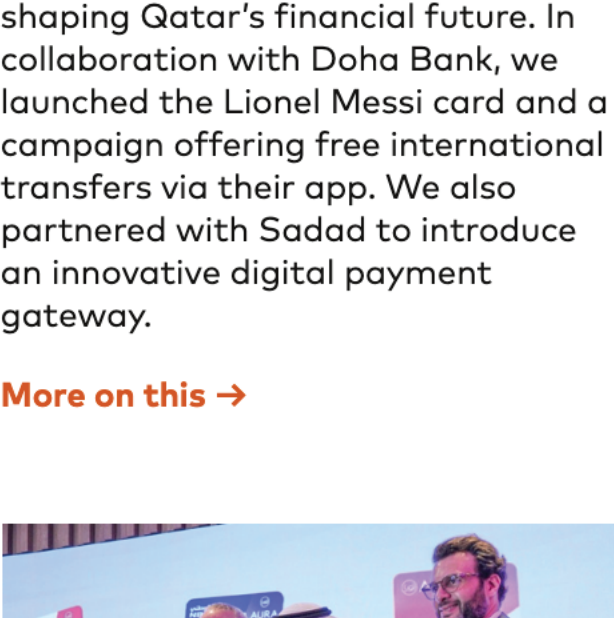 shaping Qatar’s financial future. In
collaboration with Doha Bank, we
launched the Lionel Messi card and a
campaign offering free international
transfers via their app. We also
partnered with Sadad to introduce
an innovative digital payment
gateway.
More on this →
AURA